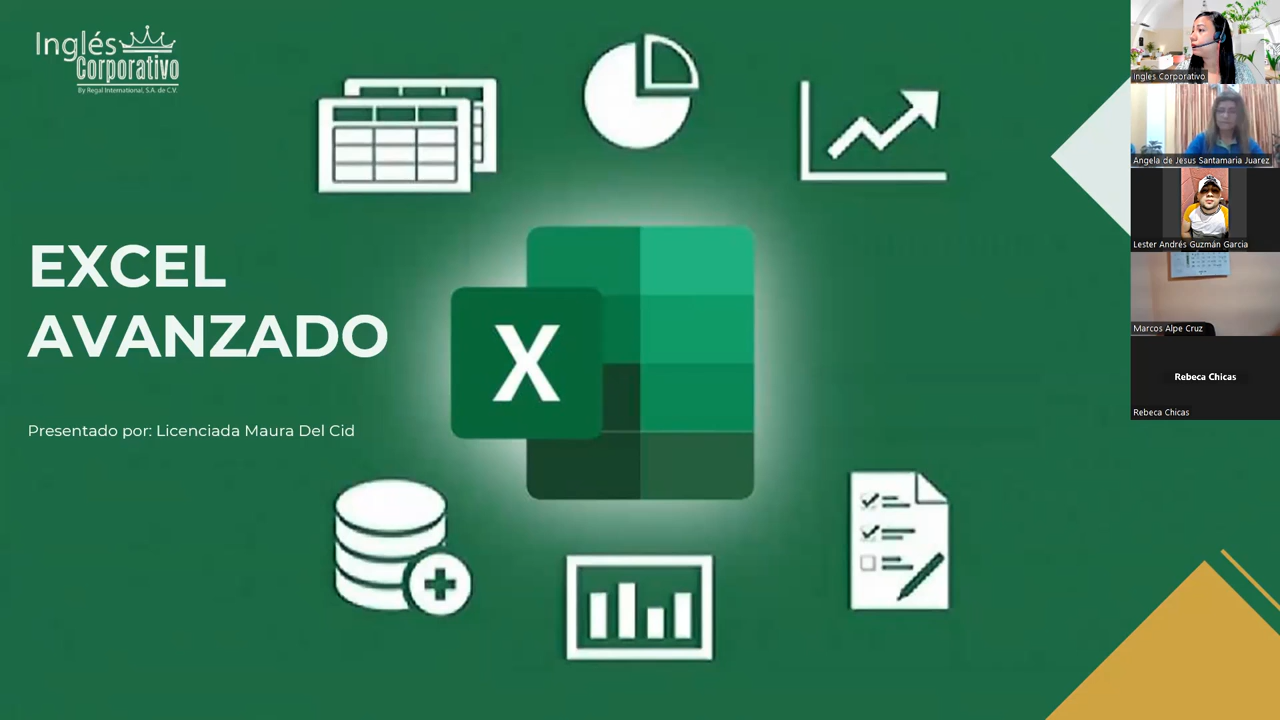 Inglés
Corporativo
By Regal International, S.A. de C.V.
EXCEL
AVANZADO
Presentado por: Licenciada Maura Del Cid
X
Ingles Corporativo
Angela de Jesus Santamaria Juarez
Lester Andrés Guzmán Garcia
Marcos Alpe Cruz
Rebeca Chicas
Rebeca Chicas